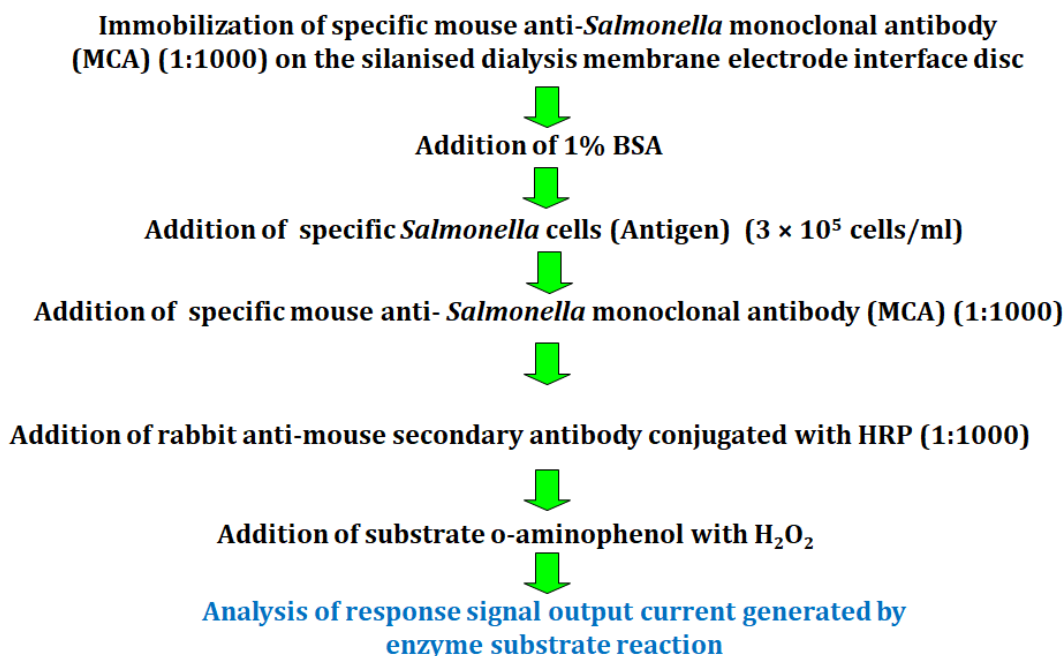 Immobilization of specific mouse anti-Salmonella monoclonal antibody
(MCA) (1:1000) on the silanised dialysis membrane electrode interface disc
Addition of 1% BSA
Addition of specific Salmonella cells (Antigen) (3 × 10⁵ cells/ml)
Addition of specific mouse anti- Salmonella monoclonal antibody (MCA) (1:1000)
Addition of rabbit anti-mouse secondary antibody conjugated with HRP (1:1000)
Addition of substrate o-aminophenol with H₂O₂
Analysis of response signal output current generated by
enzyme substrate reaction